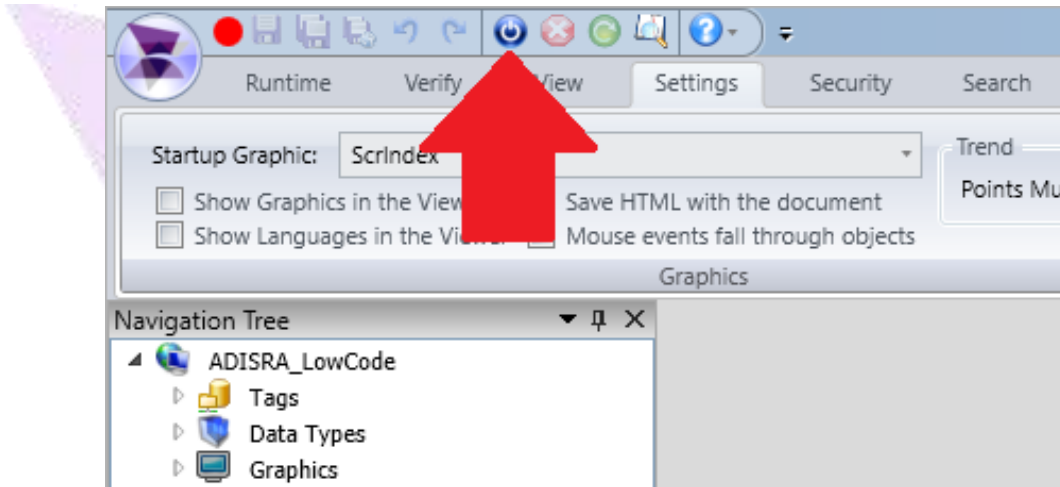 Runtime Verify View Settings Security Search
Startup Graphic: ScrIndex
Trend
Show Graphics in the View Save HTML with the document
Points Mu
Show Languages in the Viewer Mouse events fall through objects
Graphics
Navigation Tree
ADISRA_LowCode
Tags
Data Types
Graphics